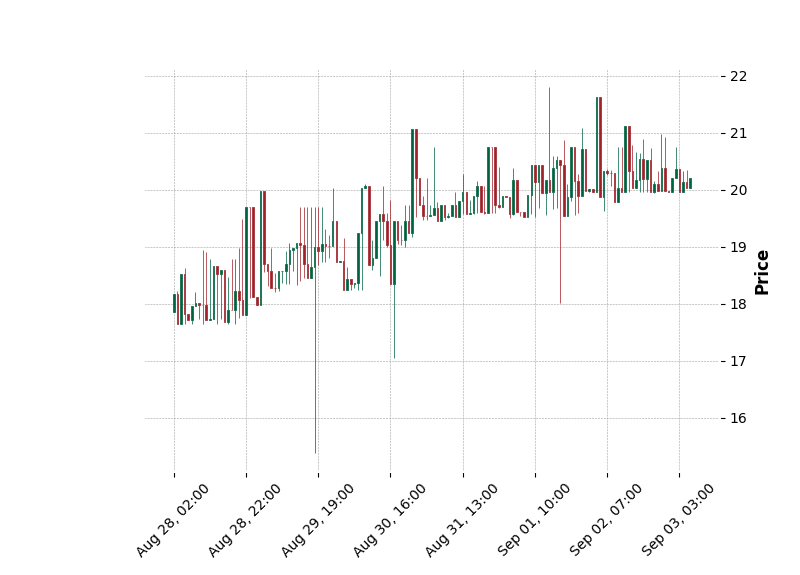 22
21
20
19
18
17
16
Price
Aug 28, 02:00
Aug 28, 22:00
Aug 29, 19:00
Aug 30, 16:00
Aug 31, 13:00
Sep 01, 10:00
Sep 02, 07:00
Sep 03, 03:00